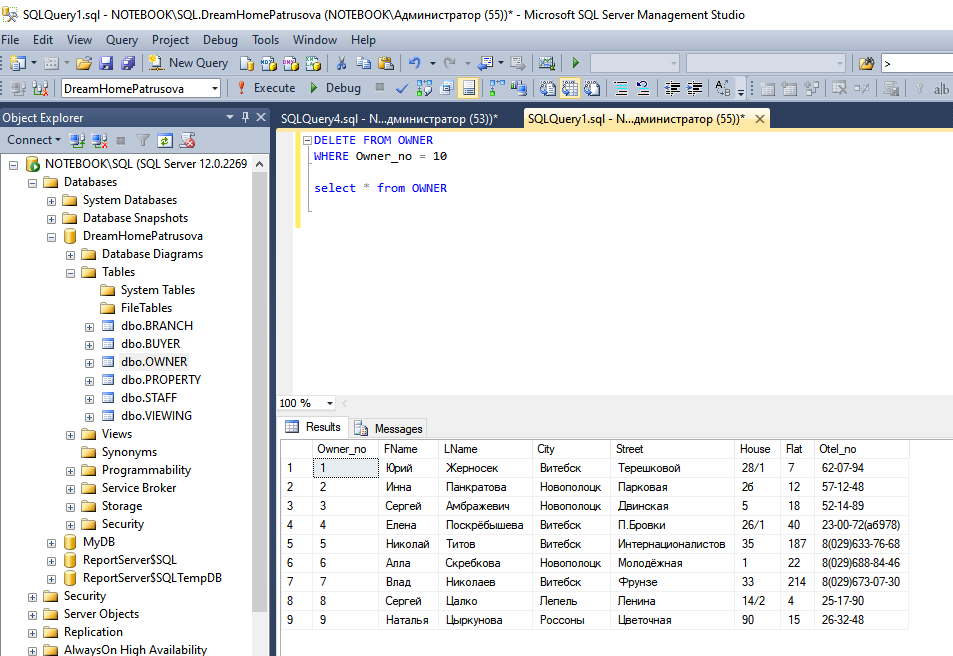 SQLQuery1.sql - NOTEBOOK\SQL.DreamHomePatrusova (NOTEBOOK\Администратор (55))* - Microsoft SQL Server Management Studio
File Edit View Query Project Debug Tools Window Help
New Query >
DreamHomePatrusova Execute Debug
Object Explorer
Connect
NOTEBOOK\SQL (SQL Server 12.0.2269
Databases
System Databases
Database Snapshots
DreamHomePatrusova
Database Diagrams
Tables
System Tables
FileTables
dbo.BRANCH
dbo.BUYER
dbo.OWNER
dbo.PROPERTY
dbo.STAFF
dbo.VIEWING
Views
Synonyms
Programmability
Service Broker
Storage
Security
MyDB
ReportServer$SQL
ReportServer$SQLTempDB
Security
Server Objects
Replication
AlwaysOn High Availability
SQLQuery4.sql - N...дминистратор (53))* SQLQuery1.sql - N...дминистратор (55))*
DELETE FROM OWNER
WHERE Owner_no = 10
select * from OWNER
100 %
Results Messages
Owner_no FName LName City Street House Flat Otel_no
1 1 Юрий Жерносек Витебск Терешковой 28/1 7 62-07-94
2 2 Инна Панкратова Новополоцк Парковая 2б 12 57-12-48
3 3 Сергей Амбражевич Новополоцк Двинская 5 18 52-14-89
4 4 Елена Поскрёбышева Витебск П.Бровки 26/1 40 23-00-72(аб978)
5 5 Николай Титов Витебск Интернационалистов 35 187 8(029)633-76-68
6 6 Алла Скребкова Новополоцк Молодёжная 1 22 8(029)688-84-46
7 7 Влад Николаев Витебск Фрунзе 33 214 8(029)673-07-30
8 8 Сергей Цалко Лепель Ленина 14/2 4 25-17-90
9 9 Наталья Цыркунова Россоны Цветочная 90 15 26-32-48